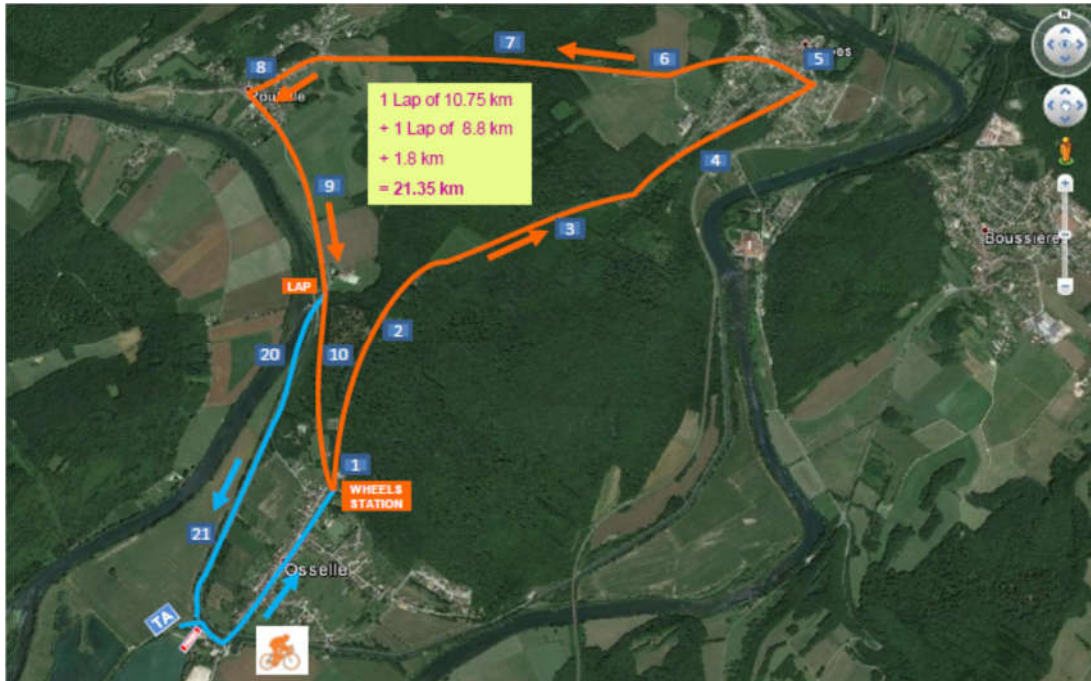 7
8
6
5
1 Lap of 10.75 km
+ 1 Lap of 8.8 km
+ 1.8 km
= 21.35 km
4
9
3
Boussières
LAP
20
10
2
1
WHEELS
STATION
21
Osselle
TA
N